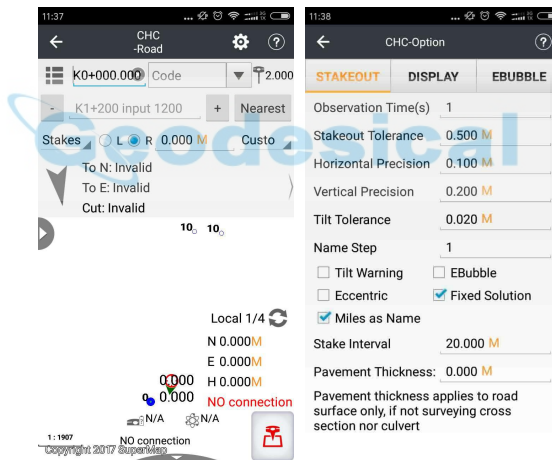 11:37
CHC
-Road
K0+000.000 Code 2.000
- K1+200 input 1200 + Nearest
Stakes L R 0.000 M Custo
To N: Invalid
To E: Invalid
Cut: Invalid
10 10
Local 1/4
N 0.000M
E 0.000M
0.000 H 0.000M
0 0.000 NO connection
N/A N/A
1 : 1907
NO connection
Copyright 2017 SuperMap
11:38
CHC-Option
STAKEOUT DISPLAY EBUBBLE
Observation Time(s) 1
Stakeout Tolerance 0.500 M
Horizontal Precision 0.100 M
Vertical Precision 0.200 M
Tilt Tolerance 0.020 M
Name Step 1
Tilt Warning EBubble
Eccentric Fixed Solution
Miles as Name
Stake Interval 20.000 M
Pavement Thickness: 0.000 M
Pavement thickness applies to road
surface only, if not surveying cross
section nor culvert
Geodesical